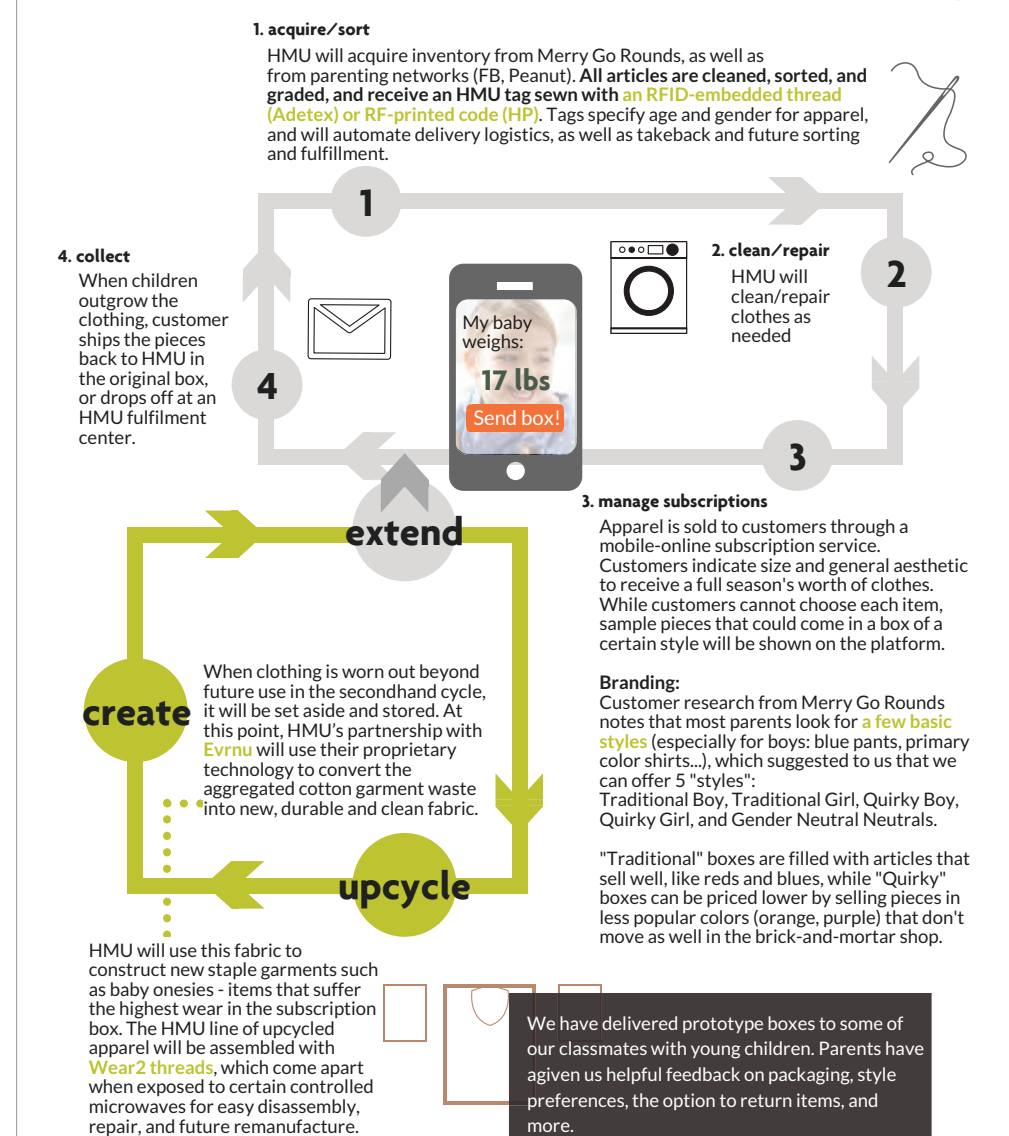 1. acquire/sort
HMU will acquire inventory from Merry Go Rounds, as well as
from parenting networks (FB, Peanut). All articles are cleaned, sorted, and
graded, and receive an HMU tag sewn with an RFID-embedded thread
(Adetex) or RF-printed code (HP). Tags specify age and gender for apparel,
and will automate delivery logistics, as well as takeback and future sorting
and fulfillment.
1
4. collect
When children
outgrow the
clothing, customer
ships the pieces
back to HMU in
the original box,
or drops off at an
HMU fulfilment
center.
4
My baby
weighs:
17 lbs
Send box!
2. clean/repair
HMU will
clean/repair
clothes as
needed
2
3
3. manage subscriptions
Apparel is sold to customers through a
mobile-online subscription service.
Customers indicate size and general aesthetic
to receive a full season's worth of clothes.
While customers cannot choose each item,
sample pieces that could come in a box of a
certain style will be shown on the platform.
Branding:
Customer research from Merry Go Rounds
notes that most parents look for a few basic
styles (especially for boys: blue pants, primary
color shirts...), which suggested to us that we
can offer 5 "styles":
Traditional Boy, Traditional Girl, Quirky Boy,
Quirky Girl, and Gender Neutral Neutrals.
"Traditional" boxes are filled with articles that
sell well, like reds and blues, while "Quirky"
boxes can be priced lower by selling pieces in
less popular colors (orange, purple) that don't
move as well in the brick-and-mortar shop.
extend
create
When clothing is worn out beyond
future use in the secondhand cycle,
it will be set aside and stored. At
this point, HMU's partnership with
Evrnu will use their proprietary
technology to convert the
aggregated cotton garment waste
into new, durable and clean fabric.
upcycle
HMU will use this fabric to
construct new staple garments such
as baby onesies - items that suffer
the highest wear in the subscription
box. The HMU line of upcycled
apparel will be assembled with
Wear2 threads, which come apart
when exposed to certain controlled
microwaves for easy disassembly,
repair, and future remanufacture.
We have delivered prototype boxes to some of
our classmates with young children. Parents have
agiven us helpful feedback on packaging, style
preferences, the option to return items, and
more.